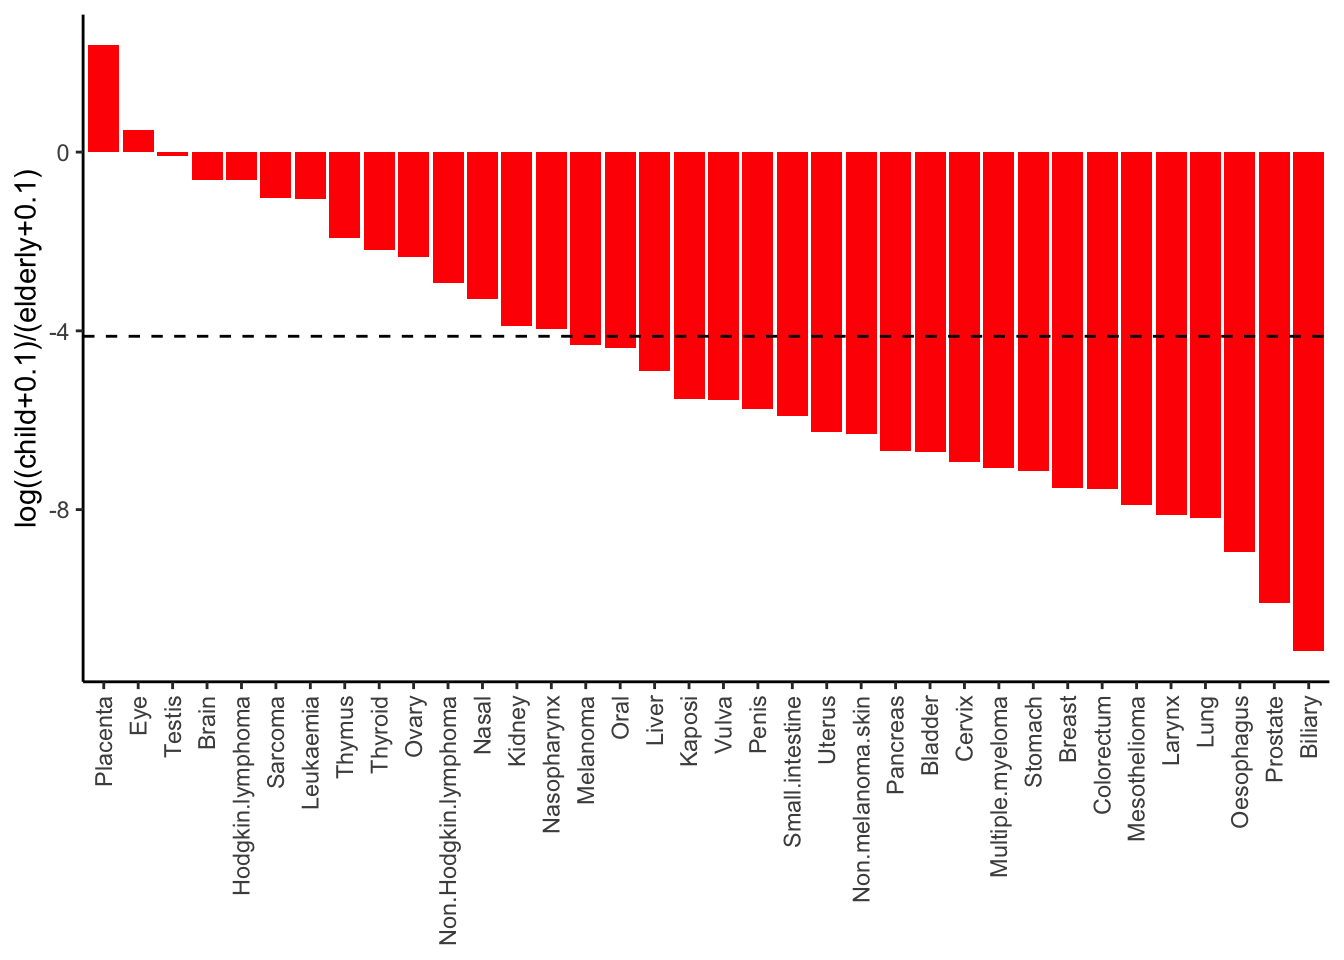 log((child+0.1)/(elderly+0.1)
0
-4
-8
Placenta
Eye
Testis
Brain
Hodgkin.lymphoma
Sarcoma
Leukaemia
Thymus
Thyroid
Ovary
Non.Hodgkin.lymphoma
Nasal
Kidney
Nasopharynx
Melanoma
Oral
Liver
Kaposi
Vulva
Penis
Small.intestine
Uterus
Non.melanoma.skin
Pancreas
Bladder
Cervix
Multiple.myeloma
Stomach
Breast
Colorectum
Mesothelioma
Larynx
Lung
Oesophagus
Prostate
Biliary